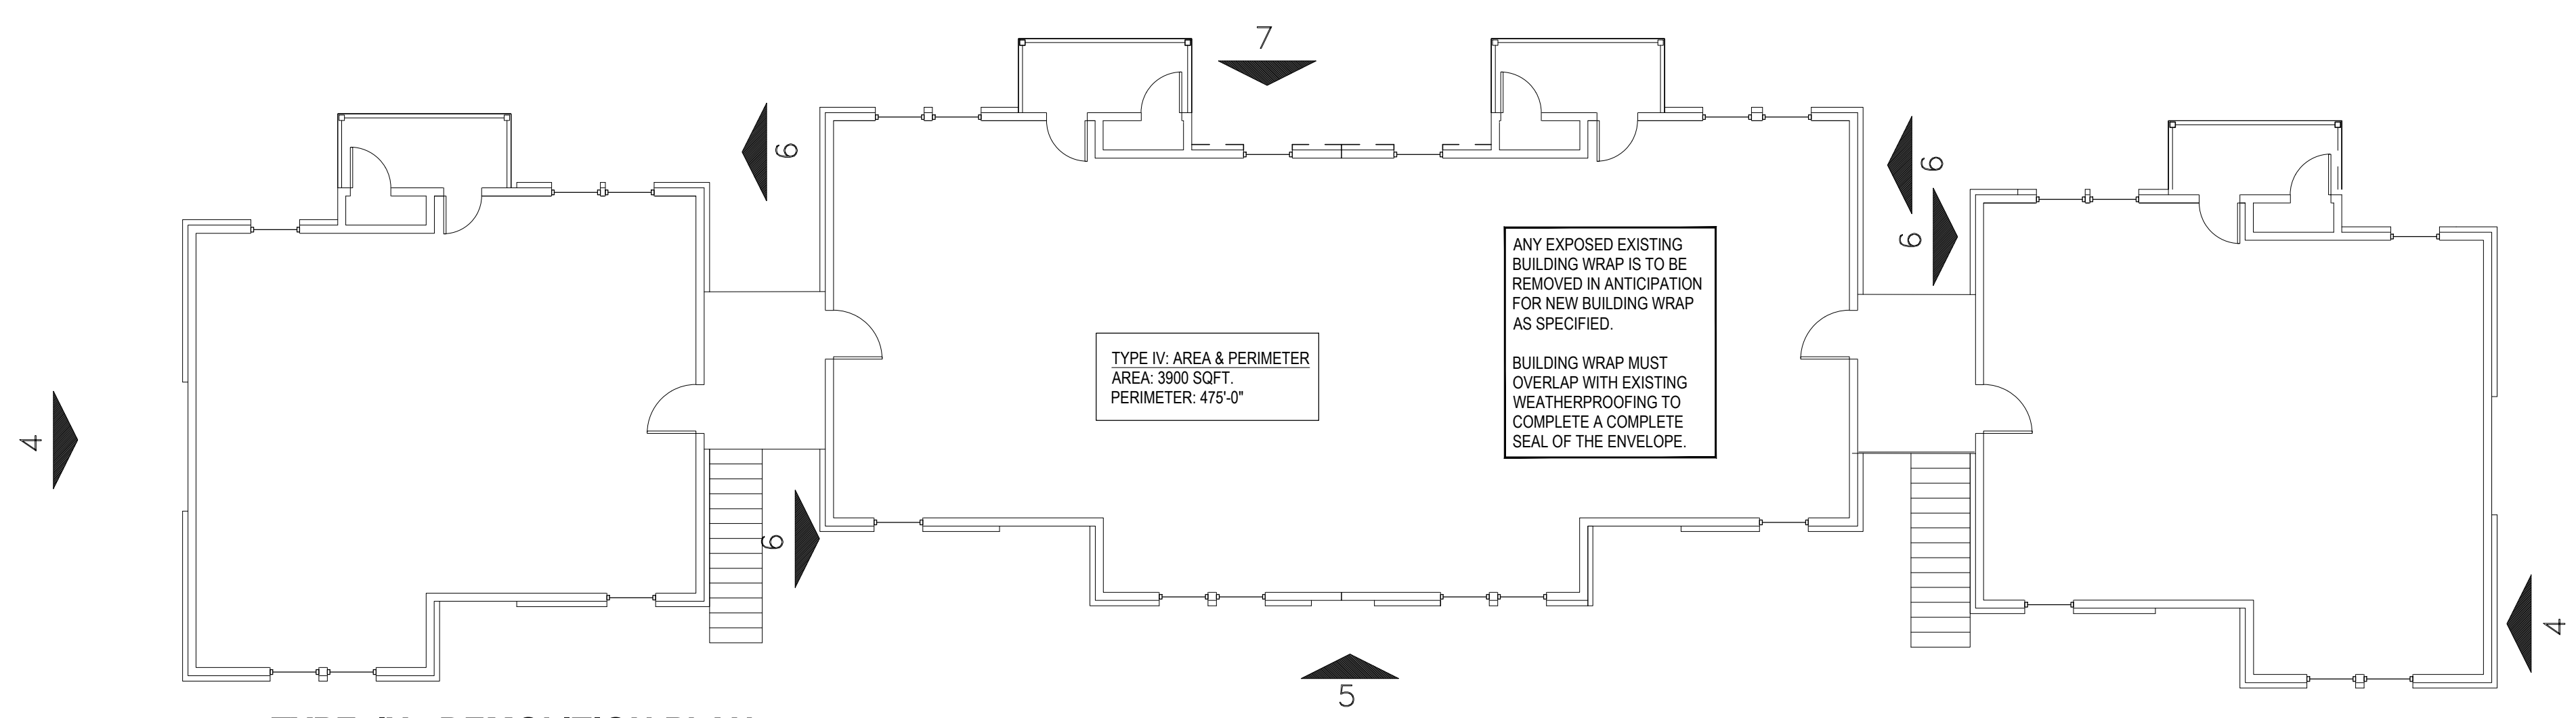 7
6
6
6
ANY EXPOSED EXISTING
BUILDING WRAP IS TO BE
REMOVED IN ANTICIPATION
FOR NEW BUILDING WRAP
AS SPECIFIED.
BUILDING WRAP MUST
OVERLAP WITH EXISTING
WEATHERPROOFING TO
COMPLETE A COMPLETE
SEAL OF THE ENVELOPE.
TYPE IV: AREA & PERIMETER
AREA: 3900 SQFT.
PERIMETER: 475'-0"
4
6
4
5